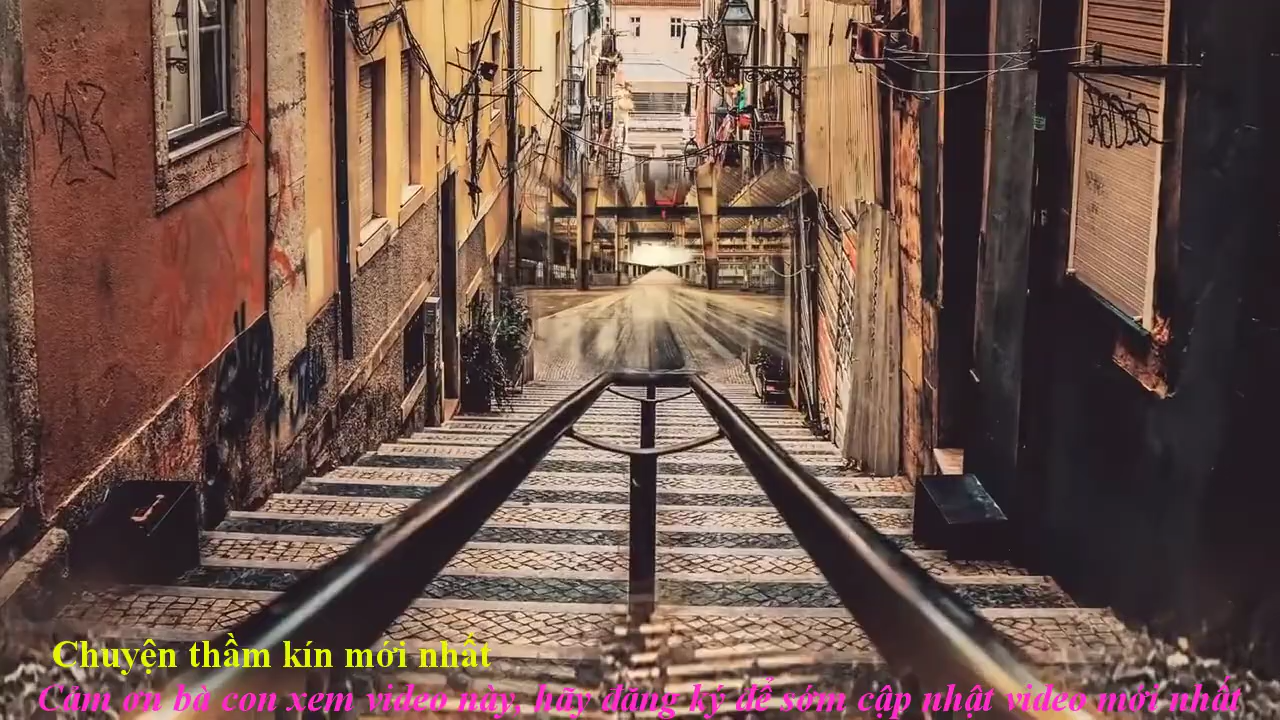 MAZ
Chuyện thầm kín mới nhất
Cảm ơn bà con xem video này, hãy đăng ký để sớm cập nhật video mới nhất